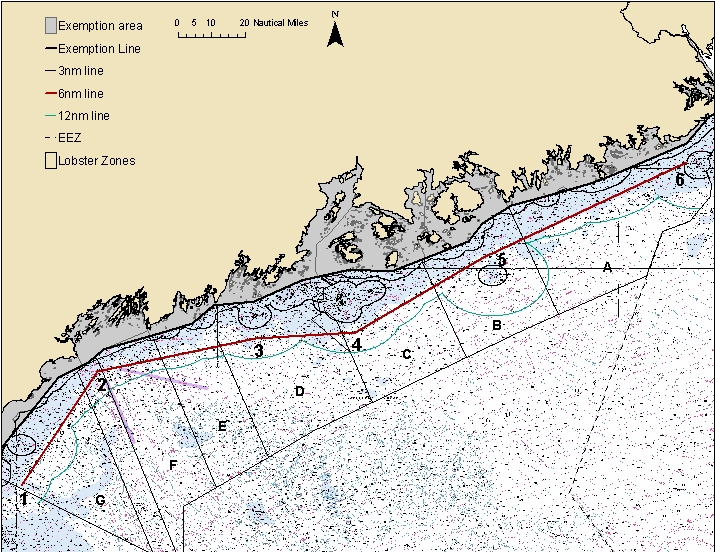 N
0 5 10 20 Nautical Miles
Exemption area
Exemption Line
3nm line
6nm line
12nm line
EEZ
Lobster Zones
6
5
A
B
4
3
C
2
D
E
F
1
G